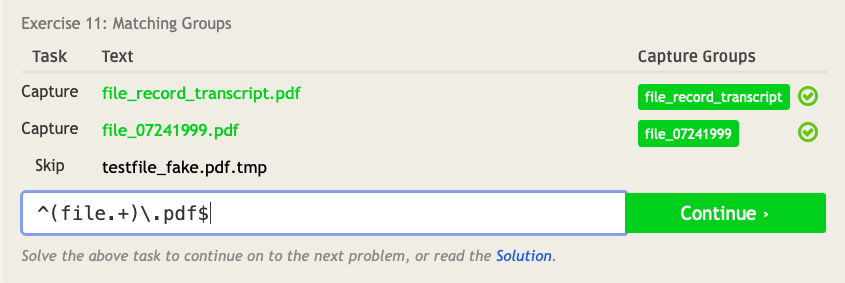 Exercise 11: Matching Groups
Task Text Capture Groups
Capture file_record_transcript.pdf file_record_transcript
Capture file_07241999.pdf file_07241999
Skip testfile_fake.pdf.tmp
^(file.+)\.pdf$ Continue ›
Solve the above task to continue on to the next problem, or read the Solution.